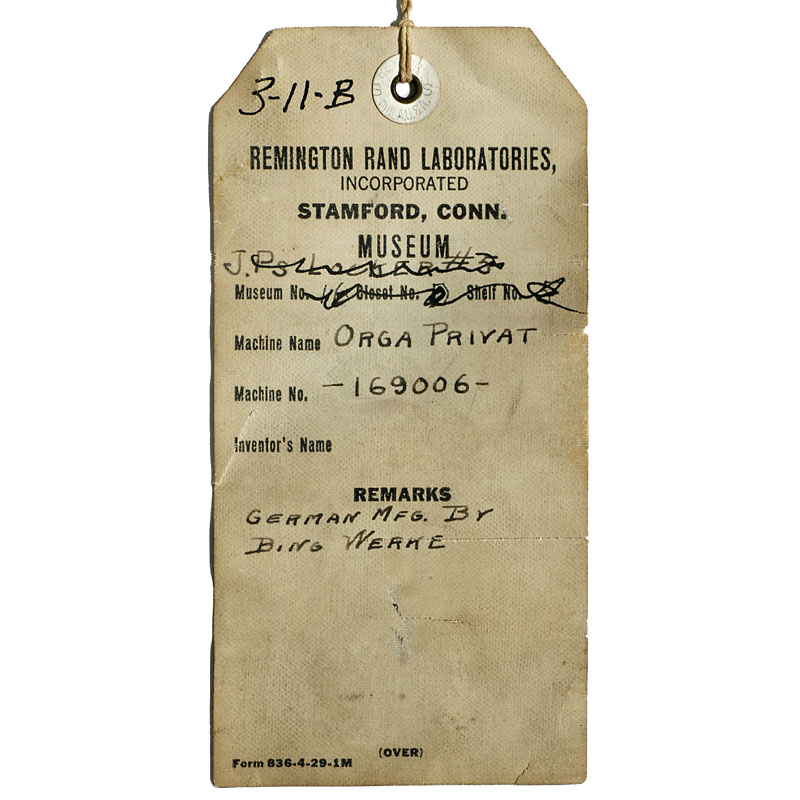 3-11-B
PHILA. U.S.A.
REMINGTON RAND LABORATORIES,
INCORPORATED
STAMFORD, CONN.
MUSEUM
J.
Museum No. Closet No. Shelf No.
Machine Name ORGA PRIVAT
Machine No. -169006-
Inventor's Name
REMARKS
GERMAN MFG. BY
BING WERKE
(OVER)
Form 836-4-29-1M